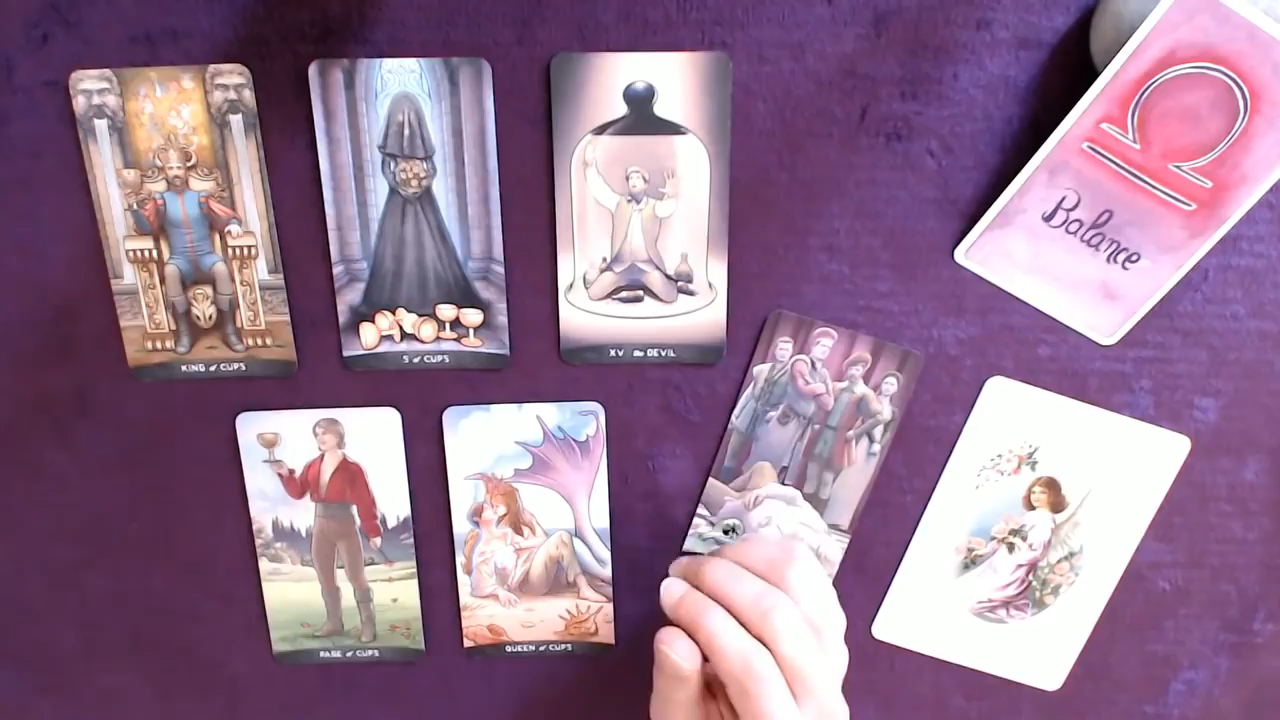 KING of CUPS
5 of CUPS
XV the DEVIL
Balance
PAGE of CUPS
QUEEN of CUPS